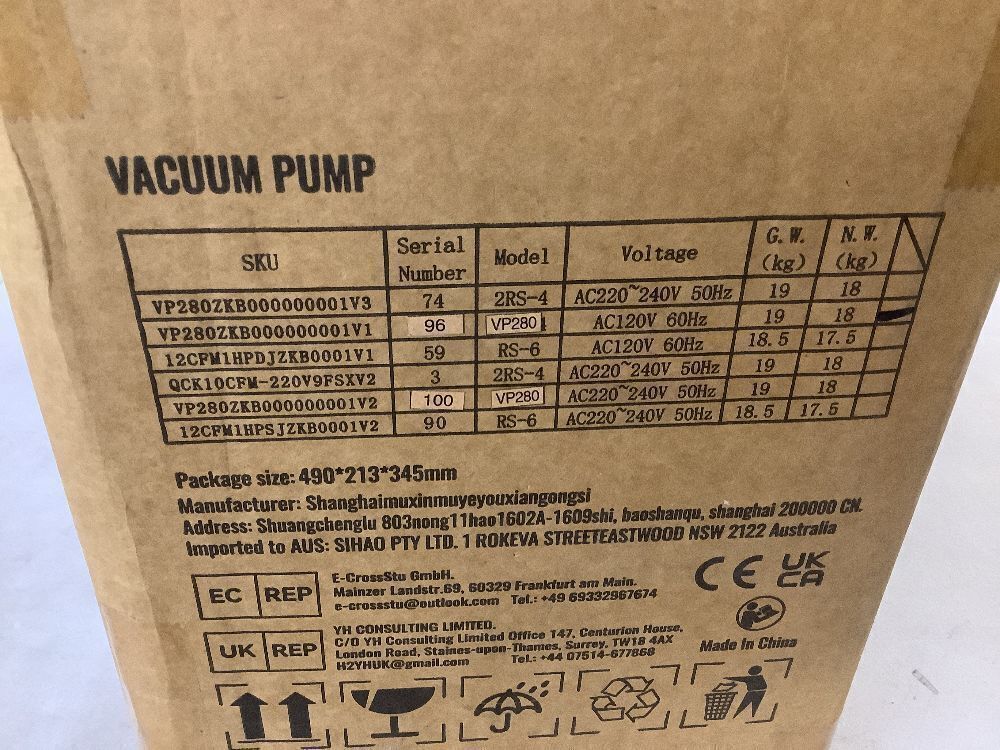 VACUUM PUMP
SKU Serial Number Model Voltage G. W. (kg) N. W. (kg)
VP280ZKB000000001V3 74 2RS-4 AC220~240V 50Hz 19 18
VP280ZKB000000001V1 96 VP280 AC120V 60Hz 19 18
12CFM1HPDJZKB0001V1 59 RS-6 AC120V 60Hz 18.5 17.5
QCK10CFM-220V9FSXV2 3 2RS-4 AC220~240V 50Hz 19 18
VP280ZKB000000001V2 100 VP280 AC220~240V 50Hz 19 18
12CFM1HPSJZKB0001V2 90 RS-6 AC220~240V 50Hz 18.5 17.5
Package size: 490*213*345mm
Manufacturer: Shanghaimuxinmuyeyouxiangongsi
Address: Shuangchenglu 803nong11hao1602A-1609shi, baoshanqu, shanghai 200000 CN.
Imported to AUS: SIHAO PTY LTD. 1 ROKEVA STREETEASTWOOD NSW 2122 Australia
EC REP
E-CrossStu GmbH.
Mainzer Landstr.69, 60329 Frankfurt am Main.
e-crossstu@outlook.com Tel.: +49 69332967674
CE UK CA
UK REP
YH CONSULTING LIMITED.
C/O YH Consulting Limited Office 147, Centurion House,
London Road, Staines-upon-Thames, Surrey, TW18 4AX
H2YHUK@gmail.com Tel.: +44 07514-677868
Made In China